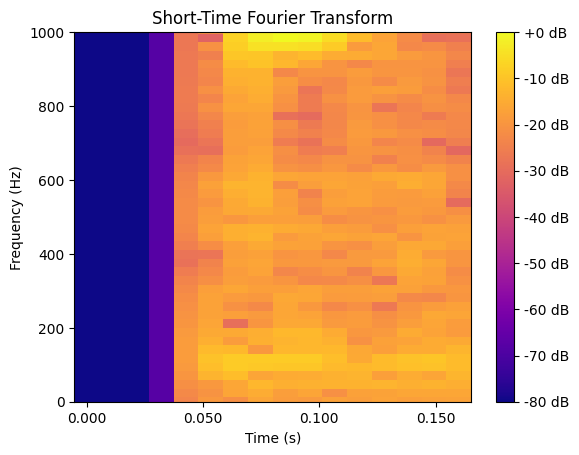 Short-Time Fourier Transform
1000
800
600
400
200
0
Frequency (Hz)
0.000
0.050
0.100
0.150
Time (s)
+0 dB
-10 dB
-20 dB
-30 dB
-40 dB
-50 dB
-60 dB
-70 dB
-80 dB